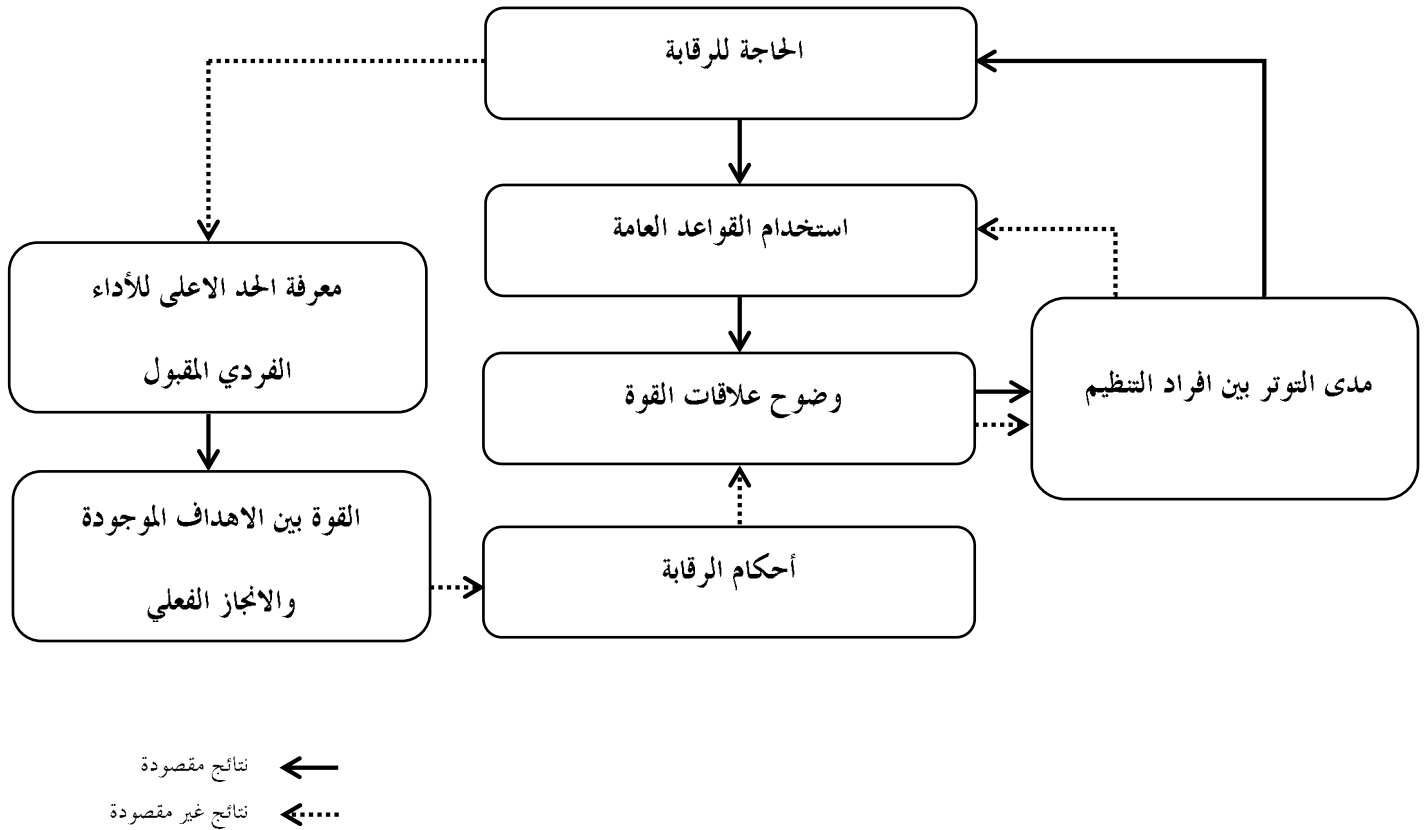 الحاجة للرقابة
استخدام القواعد العامة
معرفة الحد الاعلى للأداء
الفردي المقبول
وضوح علاقات القوة
مدى التوتر بين افراد التنظيم
القوة بين الاهداف الموجودة
والانجاز الفعلي
أحكام الرقابة
نتائج مقصودة
نتائج غير مقصودة